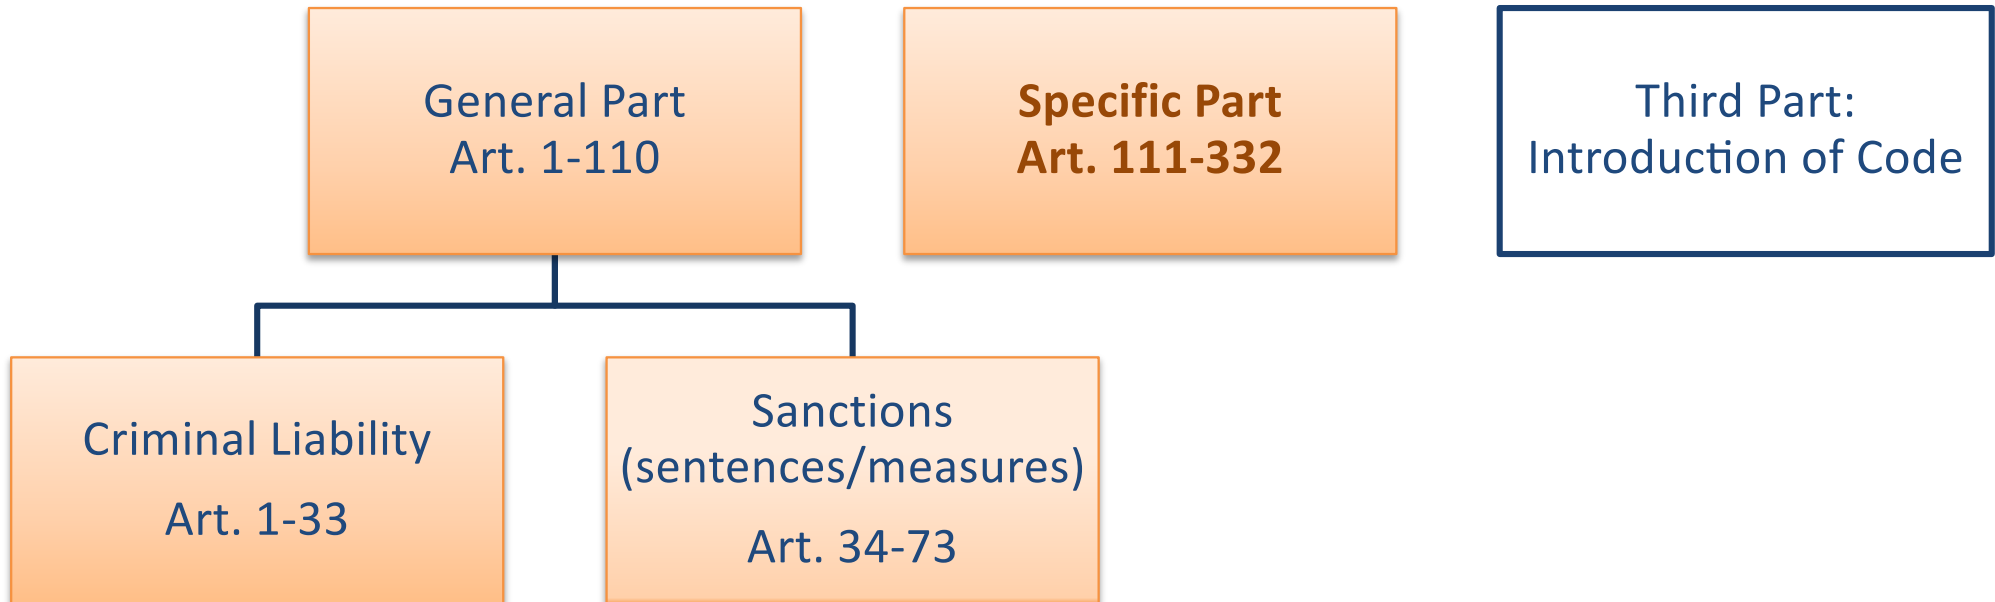 General Part
Art. 1-110
Specific Part
Art. 111-332
Third Part:
Introduction of Code
Criminal Liability
Art. 1-33
Sanctions
(sentences/measures)
Art. 34-73